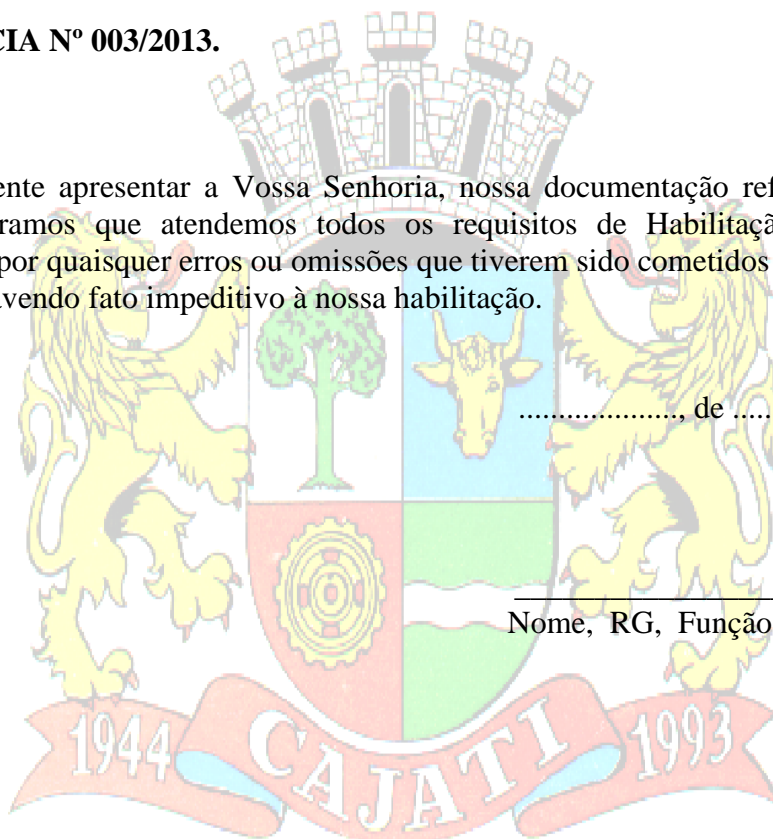 CIA Nº 003/2013.
ente apresentar a Vossa Senhoria, nossa documentação ref
ramos que atendemos todos os requisitos de Habilitaçã
por quaisquer erros ou omissões que tiverem sido cometidos
avendo fato impeditivo à nossa habilitação.
...................., de .....
____________________
Nome, RG, Função
1944 CAJATI 1993